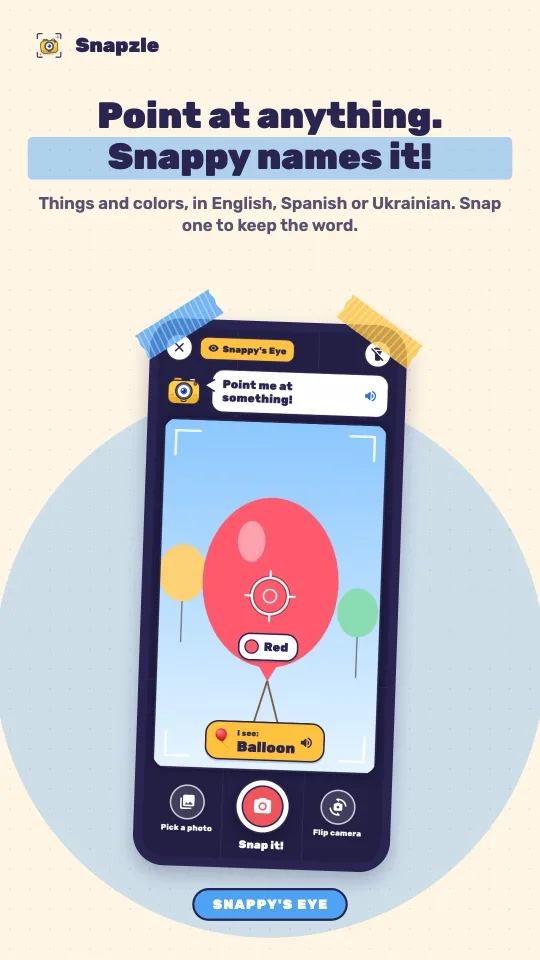 Snapzle
Point at anything.
Snappy names it!
Things and colors, in English, Spanish or Ukrainian. Snap
one to keep the word.
Snappy's Eye
Point me at
something!
Red
I see:
Balloon
Pick a photo
Snap it!
Flip camera
SNAPPY'S EYE